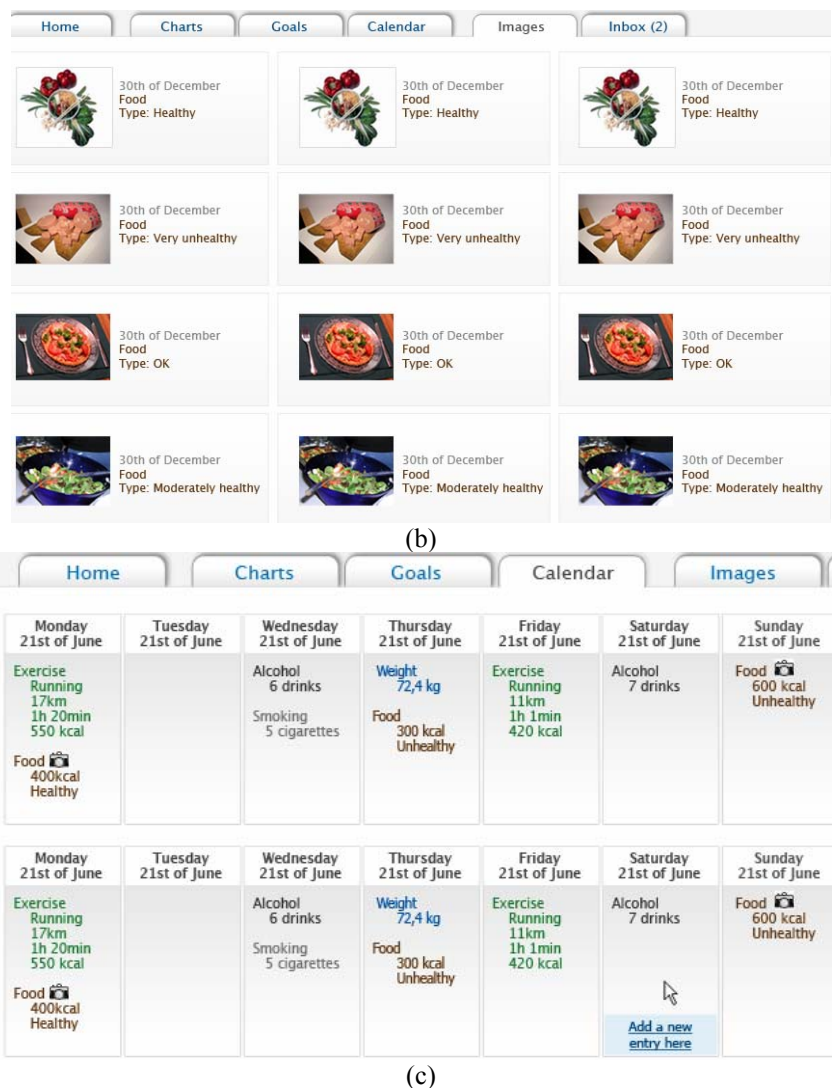 Home Charts Goals Calendar Images Inbox (2)
30th of December 30th of December 30th of December
Food Food Food
Type: Healthy Type: Healthy Type: Healthy
30th of December 30th of December 30th of December
Food Food Food
Type: Very unhealthy Type: Very unhealthy Type: Very unhealthy
30th of December 30th of December 30th of December
Food Food Food
Type: OK Type: OK Type: OK
30th of December 30th of December 30th of December
Food Food Food
Type: Moderately healthy Type: Moderately healthy Type: Moderately healthy
(b)
Home Charts Goals Calendar Images
Monday Tuesday Wednesday Thursday Friday Saturday Sunday
21st of June 21st of June 21st of June 21st of June 21st of June 21st of June 21st of June
Exercise
Running
17km
1h 20min
550 kcal
Food
400kcal
Healthy
Alcohol
6 drinks
Smoking
5 cigarettes
Weight
72,4 kg
Food
300 kcal
Unhealthy
Exercise
Running
11km
1h 1min
420 kcal
Alcohol
7 drinks
Food
600 kcal
Unhealthy
Monday Tuesday Wednesday Thursday Friday Saturday Sunday
21st of June 21st of June 21st of June 21st of June 21st of June 21st of June 21st of June
Exercise
Running
17km
1h 20min
550 kcal
Food
400kcal
Healthy
Alcohol
6 drinks
Smoking
5 cigarettes
Weight
72,4 kg
Food
300 kcal
Unhealthy
Exercise
Running
11km
1h 1min
420 kcal
Alcohol
7 drinks
Add a new
entry here
Food
600 kcal
Unhealthy
(c)